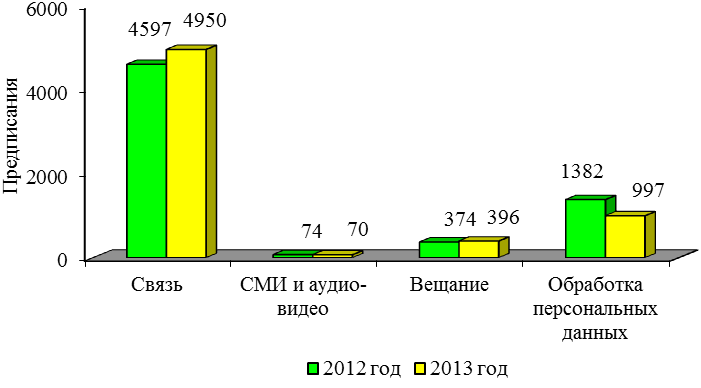 Предписания
6000
4000
2000
0
4597 4950
74 70
374 396
1382
997
Связь
СМИ и аудио-
видео
Вещание
Обработка
персональных
данных
2012 год 2013 год